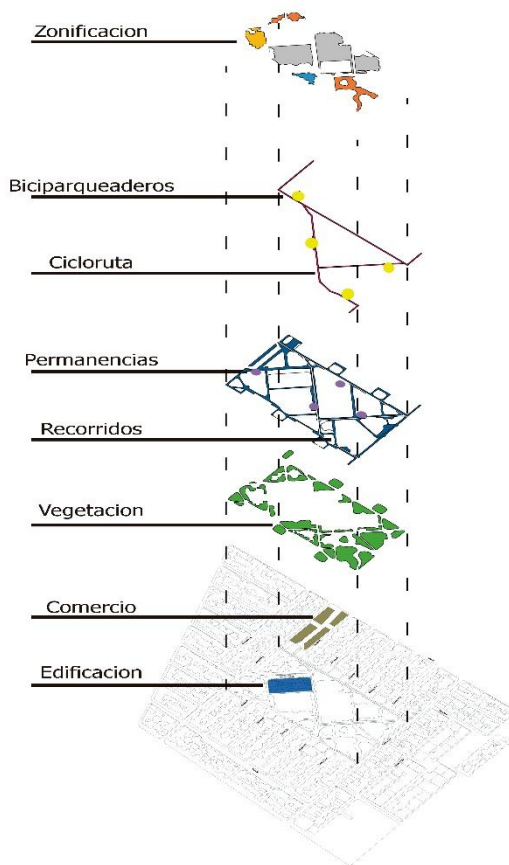 Zonificacion
Biciparqueaderos
Cicloruta
Permanencias
Recorridos
Vegetacion
Comercio
Edificacion